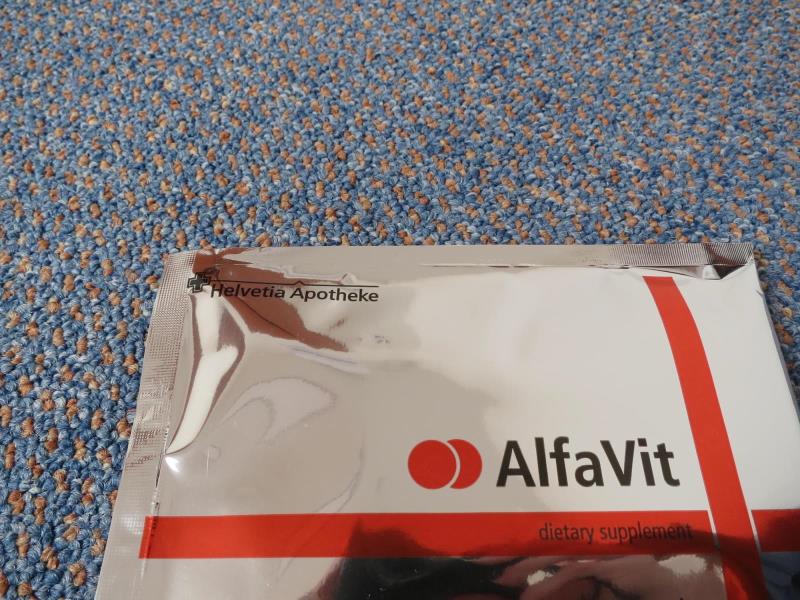 Helvetia Apotheke
AlfaVit
dietary supplement